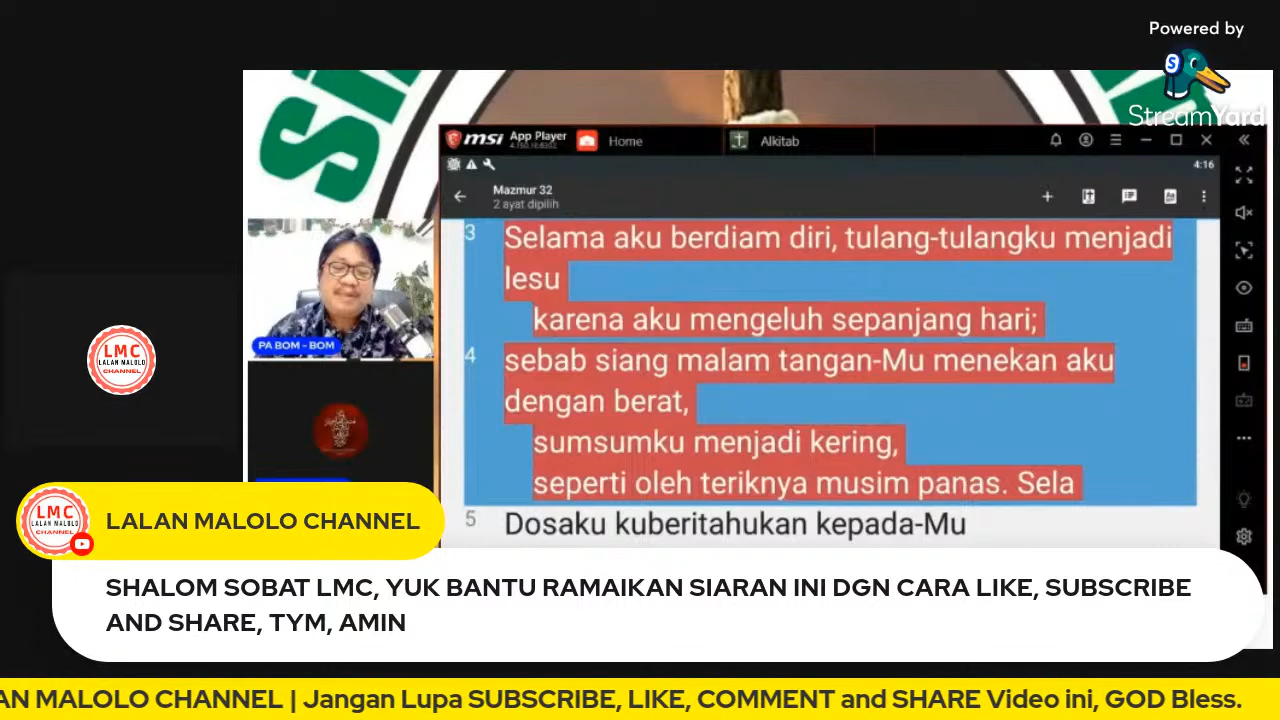 Powered by
StreamYard
msi App Player
Home
Alkitab
4:16
Mazmur 32
2 ayat dipilih
3 Selama aku berdiam diri, tulang-tulangku menjadi
lesu
karena aku mengeluh sepanjang hari;
4 sebab siang malam tangan-Mu menekan aku
dengan berat,
sumsumku menjadi kering,
seperti oleh teriknya musim panas. Sela
5 Dosaku kuberitahukan kepada-Mu
PA BOM - BOM
LMC
LALAN MALOLO
CHANNEL
LMC
LALAN MALOLO
CHANNEL
LALAN MALOLO CHANNEL
SHALOM SOBAT LMC, YUK BANTU RAMAIKAN SIARAN INI DGN CARA LIKE, SUBSCRIBE
AND SHARE, TYM, AMIN
AN MALOLO CHANNEL | Jangan Lupa SUBSCRIBE, LIKE, COMMENT and SHARE Video ini, GOD Bless.